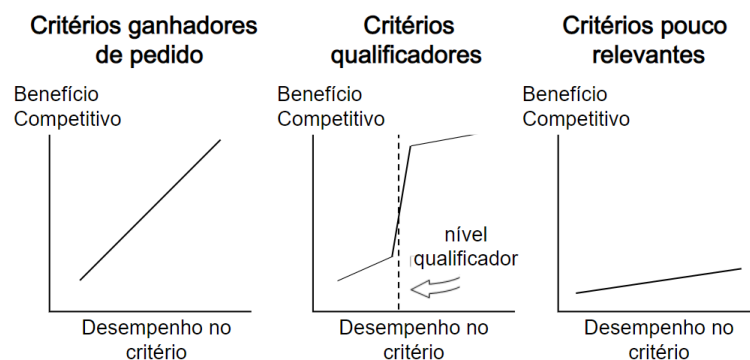 Critérios ganhadores
de pedido
Benefício
Competitivo
Desempenho no
critério
Critérios
qualificadores
Benefício
Competitivo
nível
qualificador
Desempenho no
critério
Critérios pouco
relevantes
Benefício
Competitivo
Desempenho no
critério